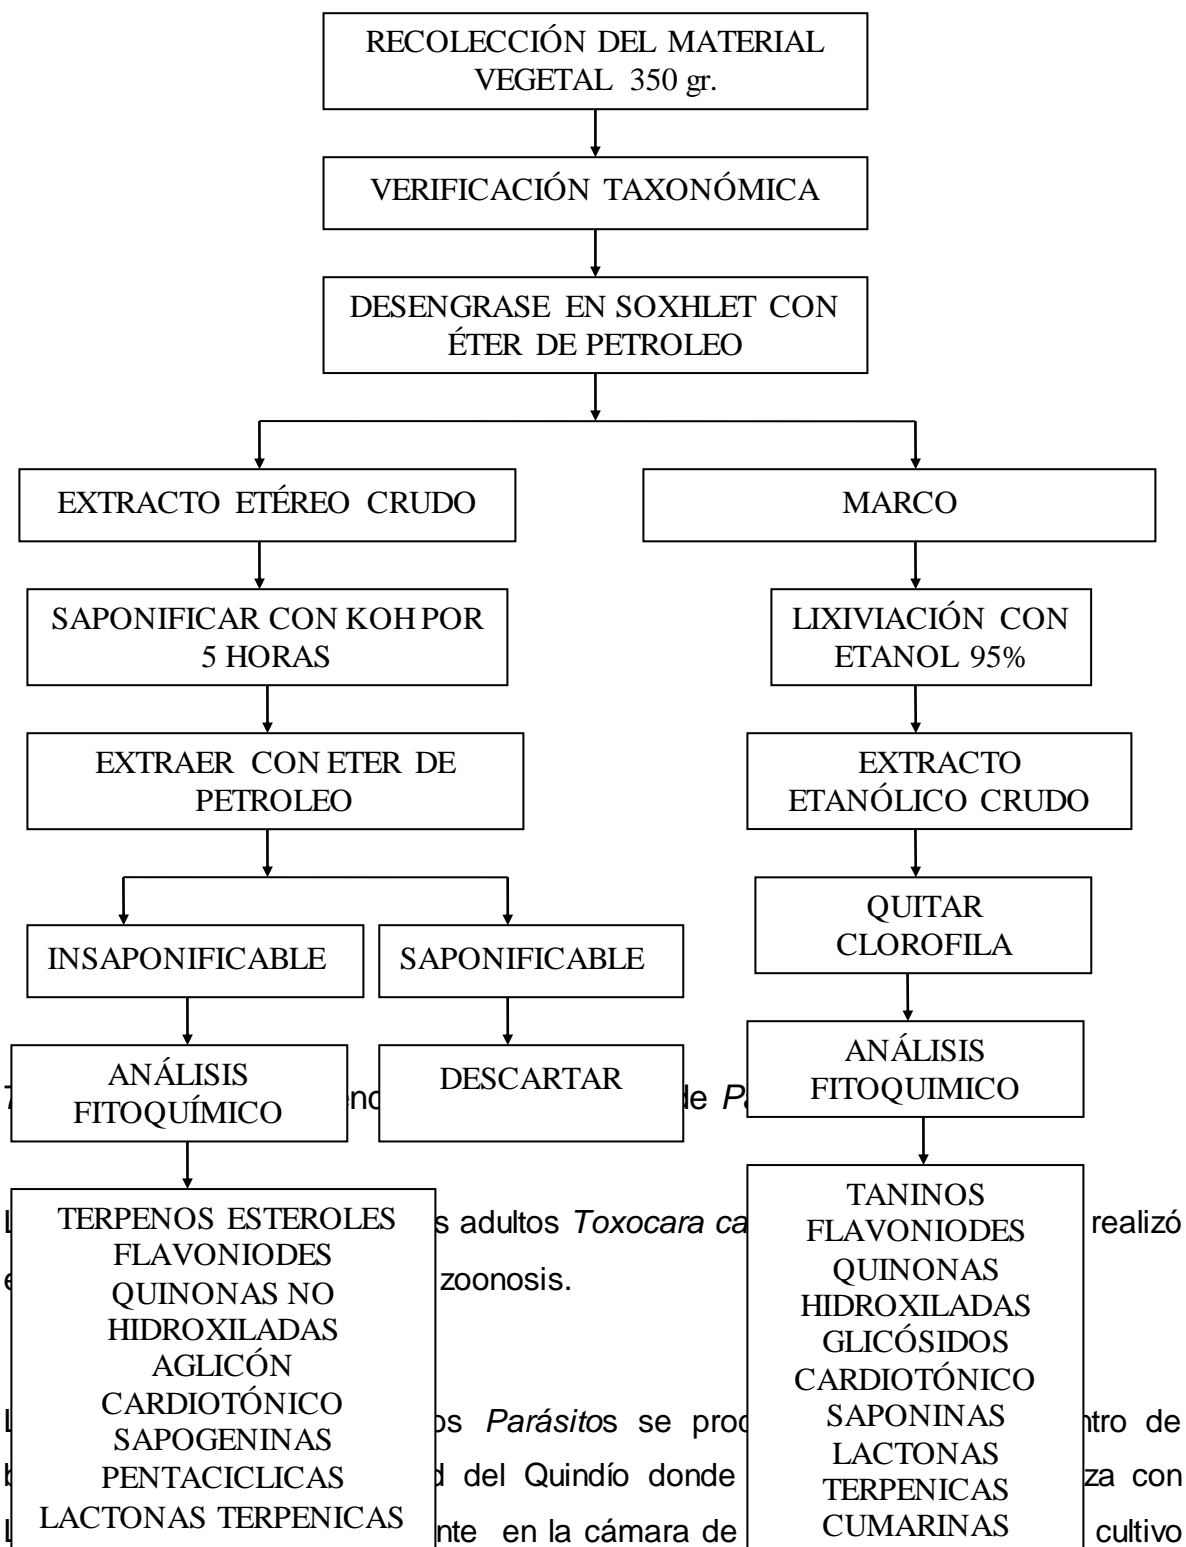 RECOLECCIÓN DEL MATERIAL
VEGETAL 350 gr.
VERIFICACIÓN TAXONÓMICA
DESENGRASE EN SOXHLET CON
ÉTER DE PETROLEO
EXTRACTO ETÉREO CRUDO
MARCO
SAPONIFICAR CON KOH POR
5 HORAS
LIXIVIACIÓN CON
ETANOL 95%
EXTRAER CON ETER DE
PETROLEO
EXTRACTO
ETANÓLICO CRUDO
QUITAR
CLOROFILA
INSAPONIFICABLE
SAPONIFICABLE
ANÁLISIS
FITOQUÍMICO
DESCARTAR
ANÁLISIS
FITOQUIMICO
de
TERPENOS ESTEROLES
FLAVONIODES
QUINONAS NO
HIDROXILADAS
AGLICÓN
CARDIOTÓNICO
SAPOGENINAS
PENTACICLICAS
LACTONAS TERPENICAS
TANINOS
FLAVONIODES
QUINONAS
HIDROXILADAS
GLICÓSIDOS
CARDIOTÓNICO
SAPONINAS
LACTONAS
TERPENICAS
CUMARINAS
s adultos Toxocara ca realizó
zoonosis.
os Parásitos se proc ntro de
d del Quindío donde za con
nte en la cámara de cultivo